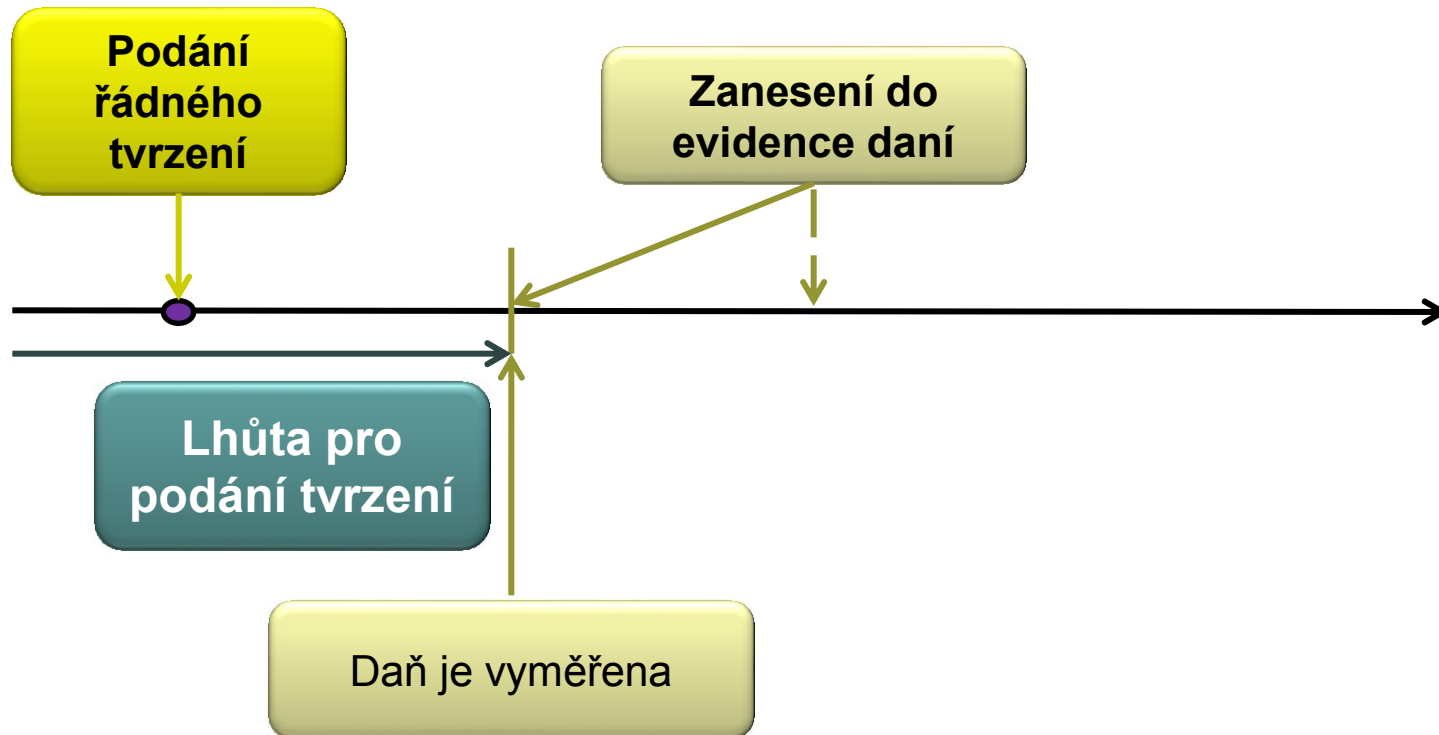 Podání
řádného
tvrzení
Zanesení do
evidence daní
Lhůta pro
podání tvrzení
Daň je vyměřena